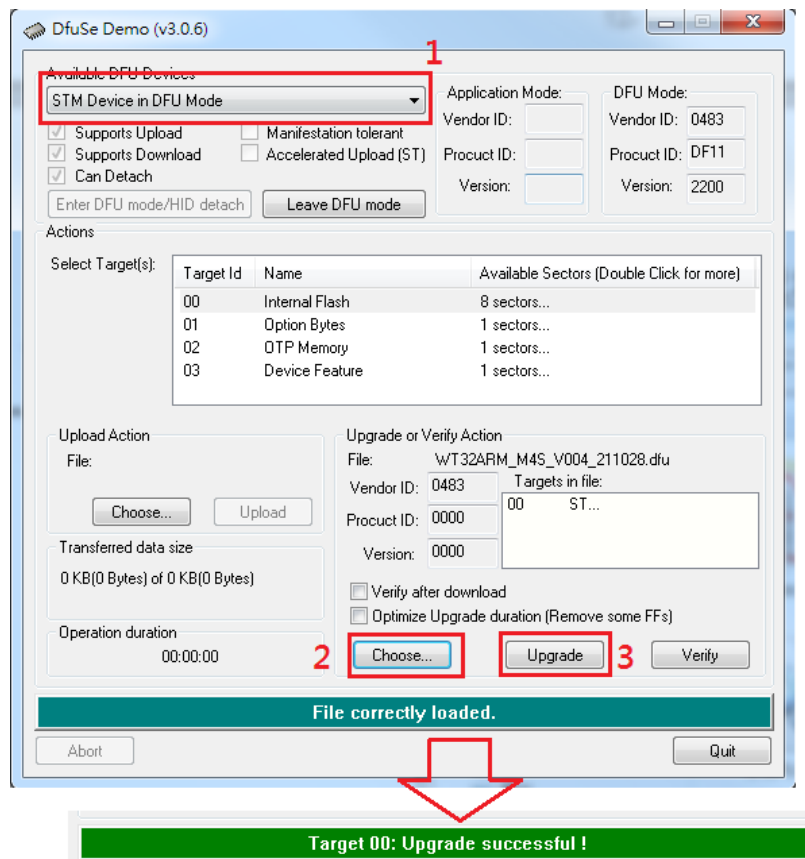 DfuSe Demo (v3.0.6)
1
Available DFU Devices
STM Device in DFU Mode
Supports Upload
Manifestation tolerant
Supports Download
Accelerated Upload (ST)
Can Detach
Enter DFU mode/HID detach
Leave DFU mode
Application Mode:
Vendor ID:
Procuct ID:
Version:
DFU Mode:
Vendor ID: 0483
Procuct ID: DF11
Version: 2200
Actions
Select Target(s):
Target Id Name Available Sectors (Double Click for more)
00 Internal Flash 8 sectors...
01 Option Bytes 1 sectors...
02 OTP Memory 1 sectors...
03 Device Feature 1 sectors...
Upload Action
File:
Choose... Upload
Transferred data size
0 KB(0 Bytes) of 0 KB(0 Bytes)
Operation duration
00:00:00
Upgrade or Verify Action
File: WT32ARM_M4S_V004_211028.dfu
Vendor ID: 0483
Procuct ID: 0000
Version: 0000
Targets in file:
00 ST...
Verify after download
Optimize Upgrade duration (Remove some FFs)
2 Choose... Upgrade 3 Verify
File correctly loaded.
Abort Quit
Target 00: Upgrade successful !